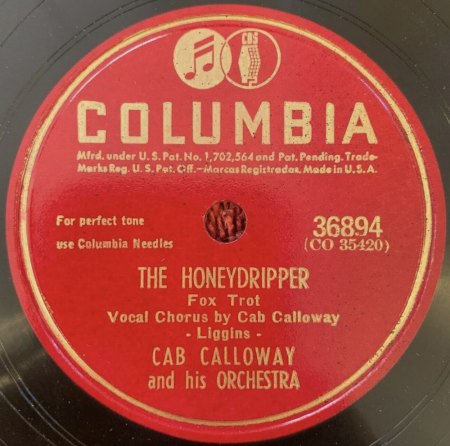 CBS
COLUMBIA
Mfrd. under U.S. Pat. No. 1,702,564 and Pat. Pending. Trade-
Marks Reg. U.S. Pat. Off.—Marcas Registradas. Made in U.S.A.
For perfect tone
use Columbia Needles
36894
(CO 35420)
THE HONEYDRIPPER
Fox Trot
Vocal Chorus by Cab Calloway
- Liggins -
CAB CALLOWAY
and his ORCHESTRA